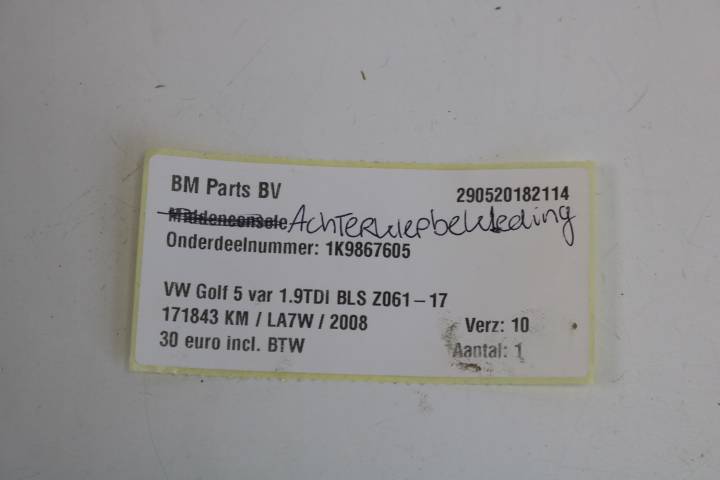 BM Parts BV 290520182114
Middenconsole Achterklepbekleding
Onderdeelnummer: 1K9867605
VW Golf 5 var 1.9TDI BLS Z061-17
171843 KM / LA7W / 2008 Verz: 10
30 euro incl. BTW Aantal: 1